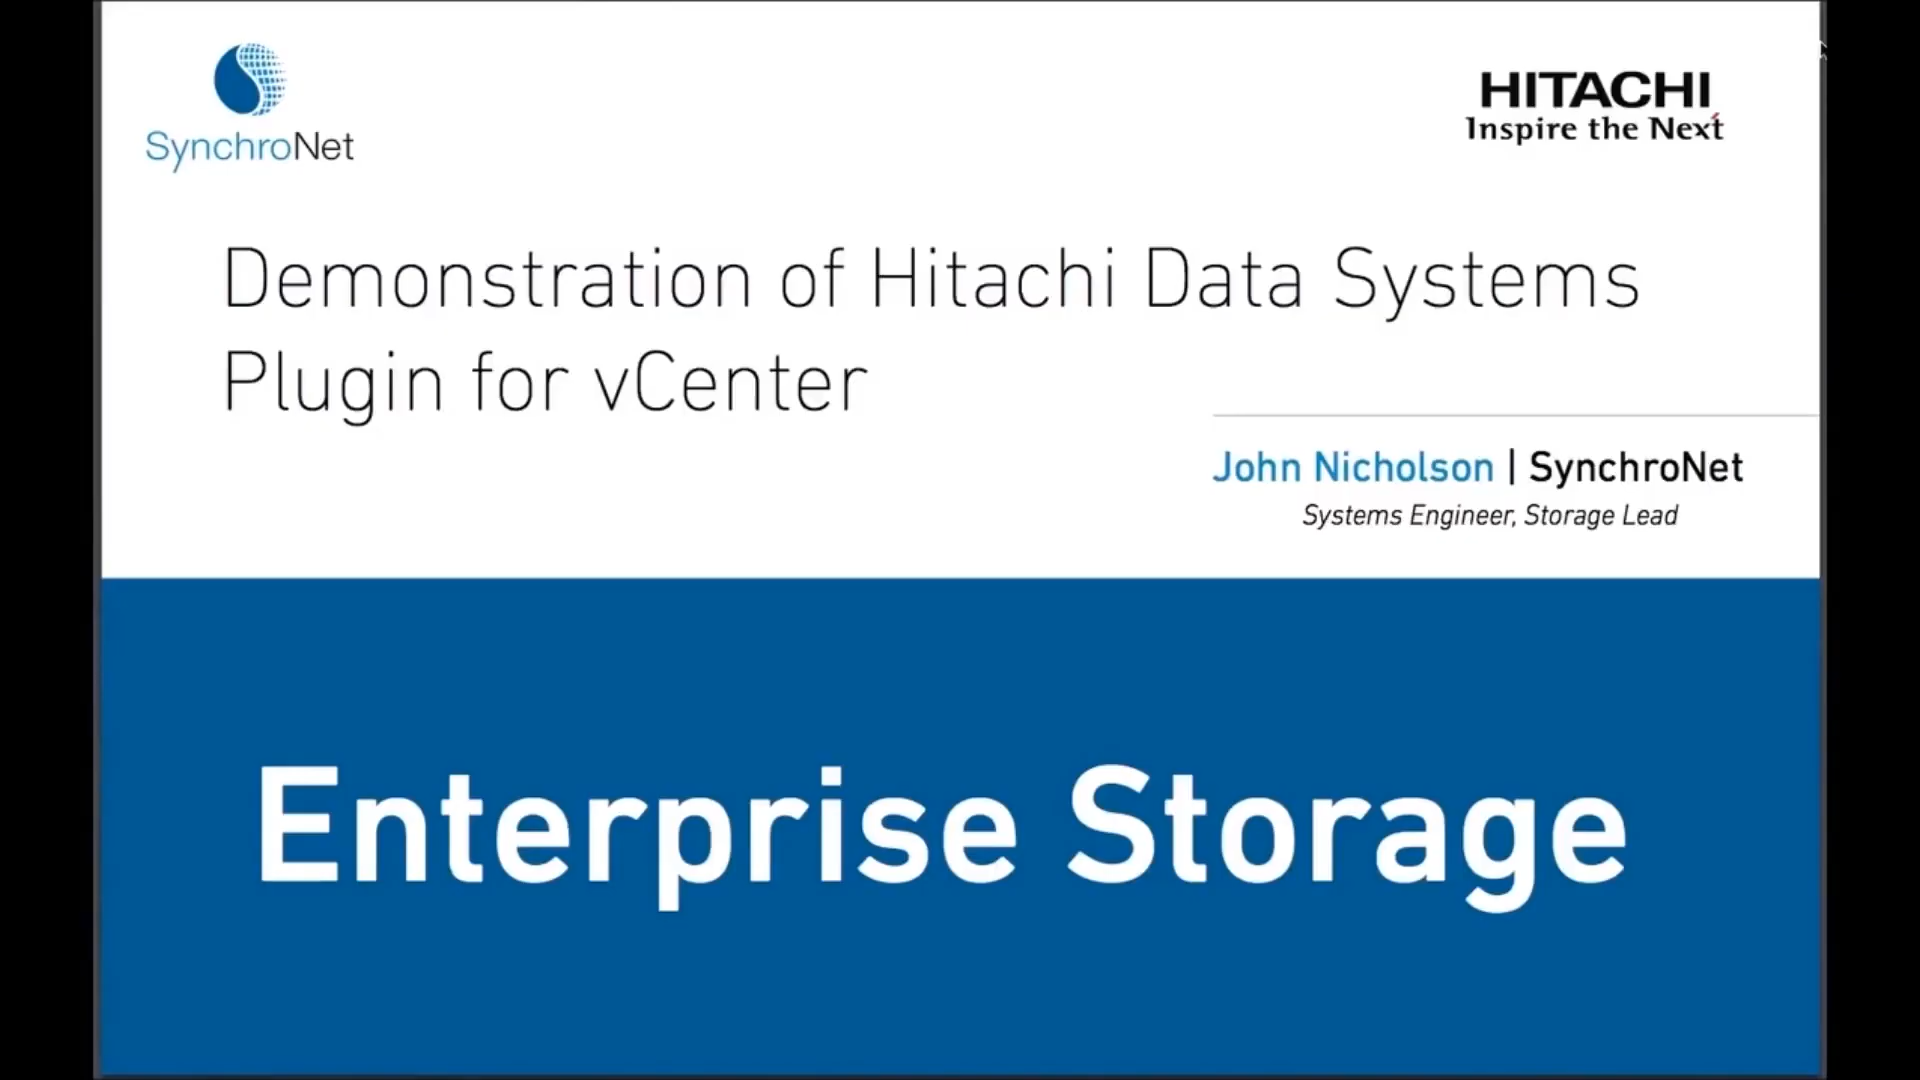 SynchroNet
HITACHI
Inspire the Next
Demonstration of Hitachi Data Systems
Plugin for vCenter
John Nicholson | SynchroNet
Systems Engineer, Storage Lead
Enterprise Storage